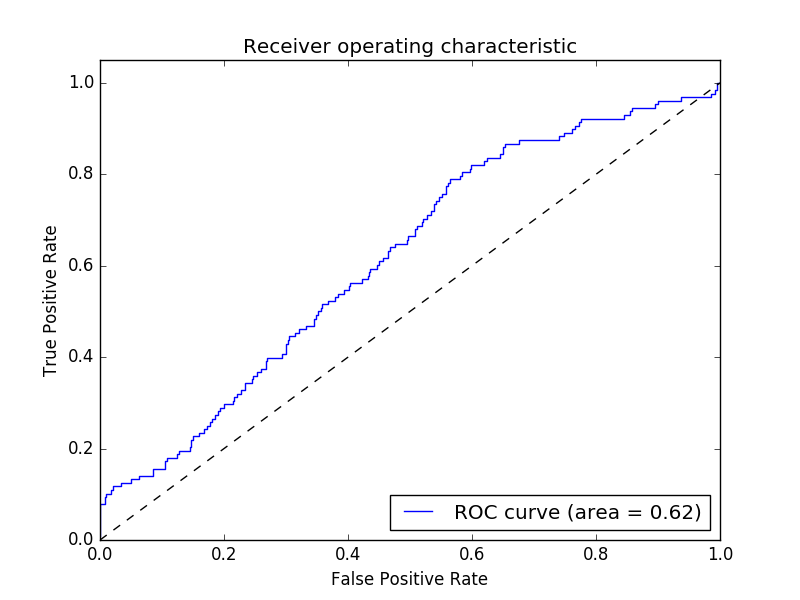 Receiver operating characteristic
1.0
0.8
0.6
0.4
0.2
0.0
True Positive Rate
ROC curve (area = 0.62)
0.0 0.2 0.4 0.6 0.8 1.0
False Positive Rate